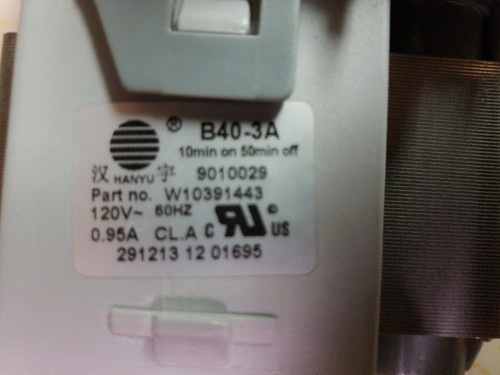 ® B40-3A
10min on 50min off
汉 HANYU 宇 9010029
Part no. W10391443
120V~ 60HZ
0.95A CL.A C RU ® US
291213 12 01695